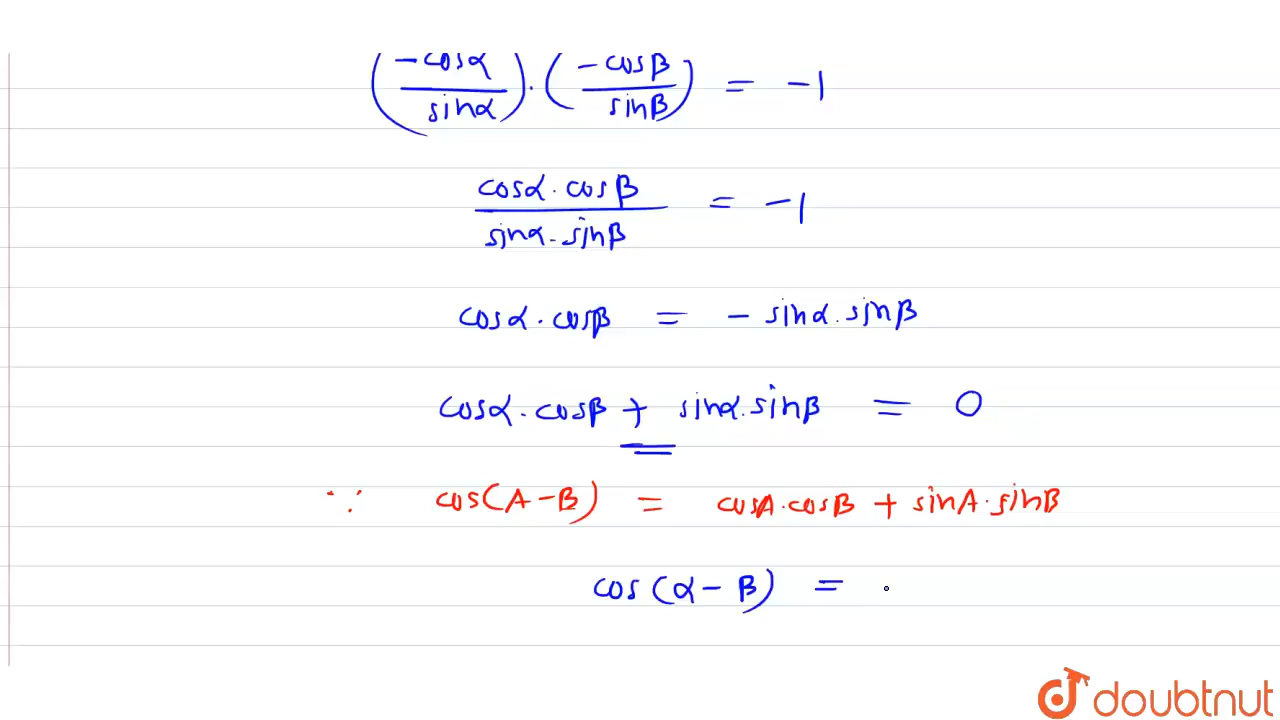 (-cosα/sinα)·(-cosβ/sinβ) = -1
cosα·cosβ/sinα·sinβ = -1
cosα·cosβ = - sinα·sinβ
cosα·cosβ + sinα·sinβ = 0
∵ cos(A-B) = cosA·cosB + sinA·sinB
cos(α-β) =
doubtnut